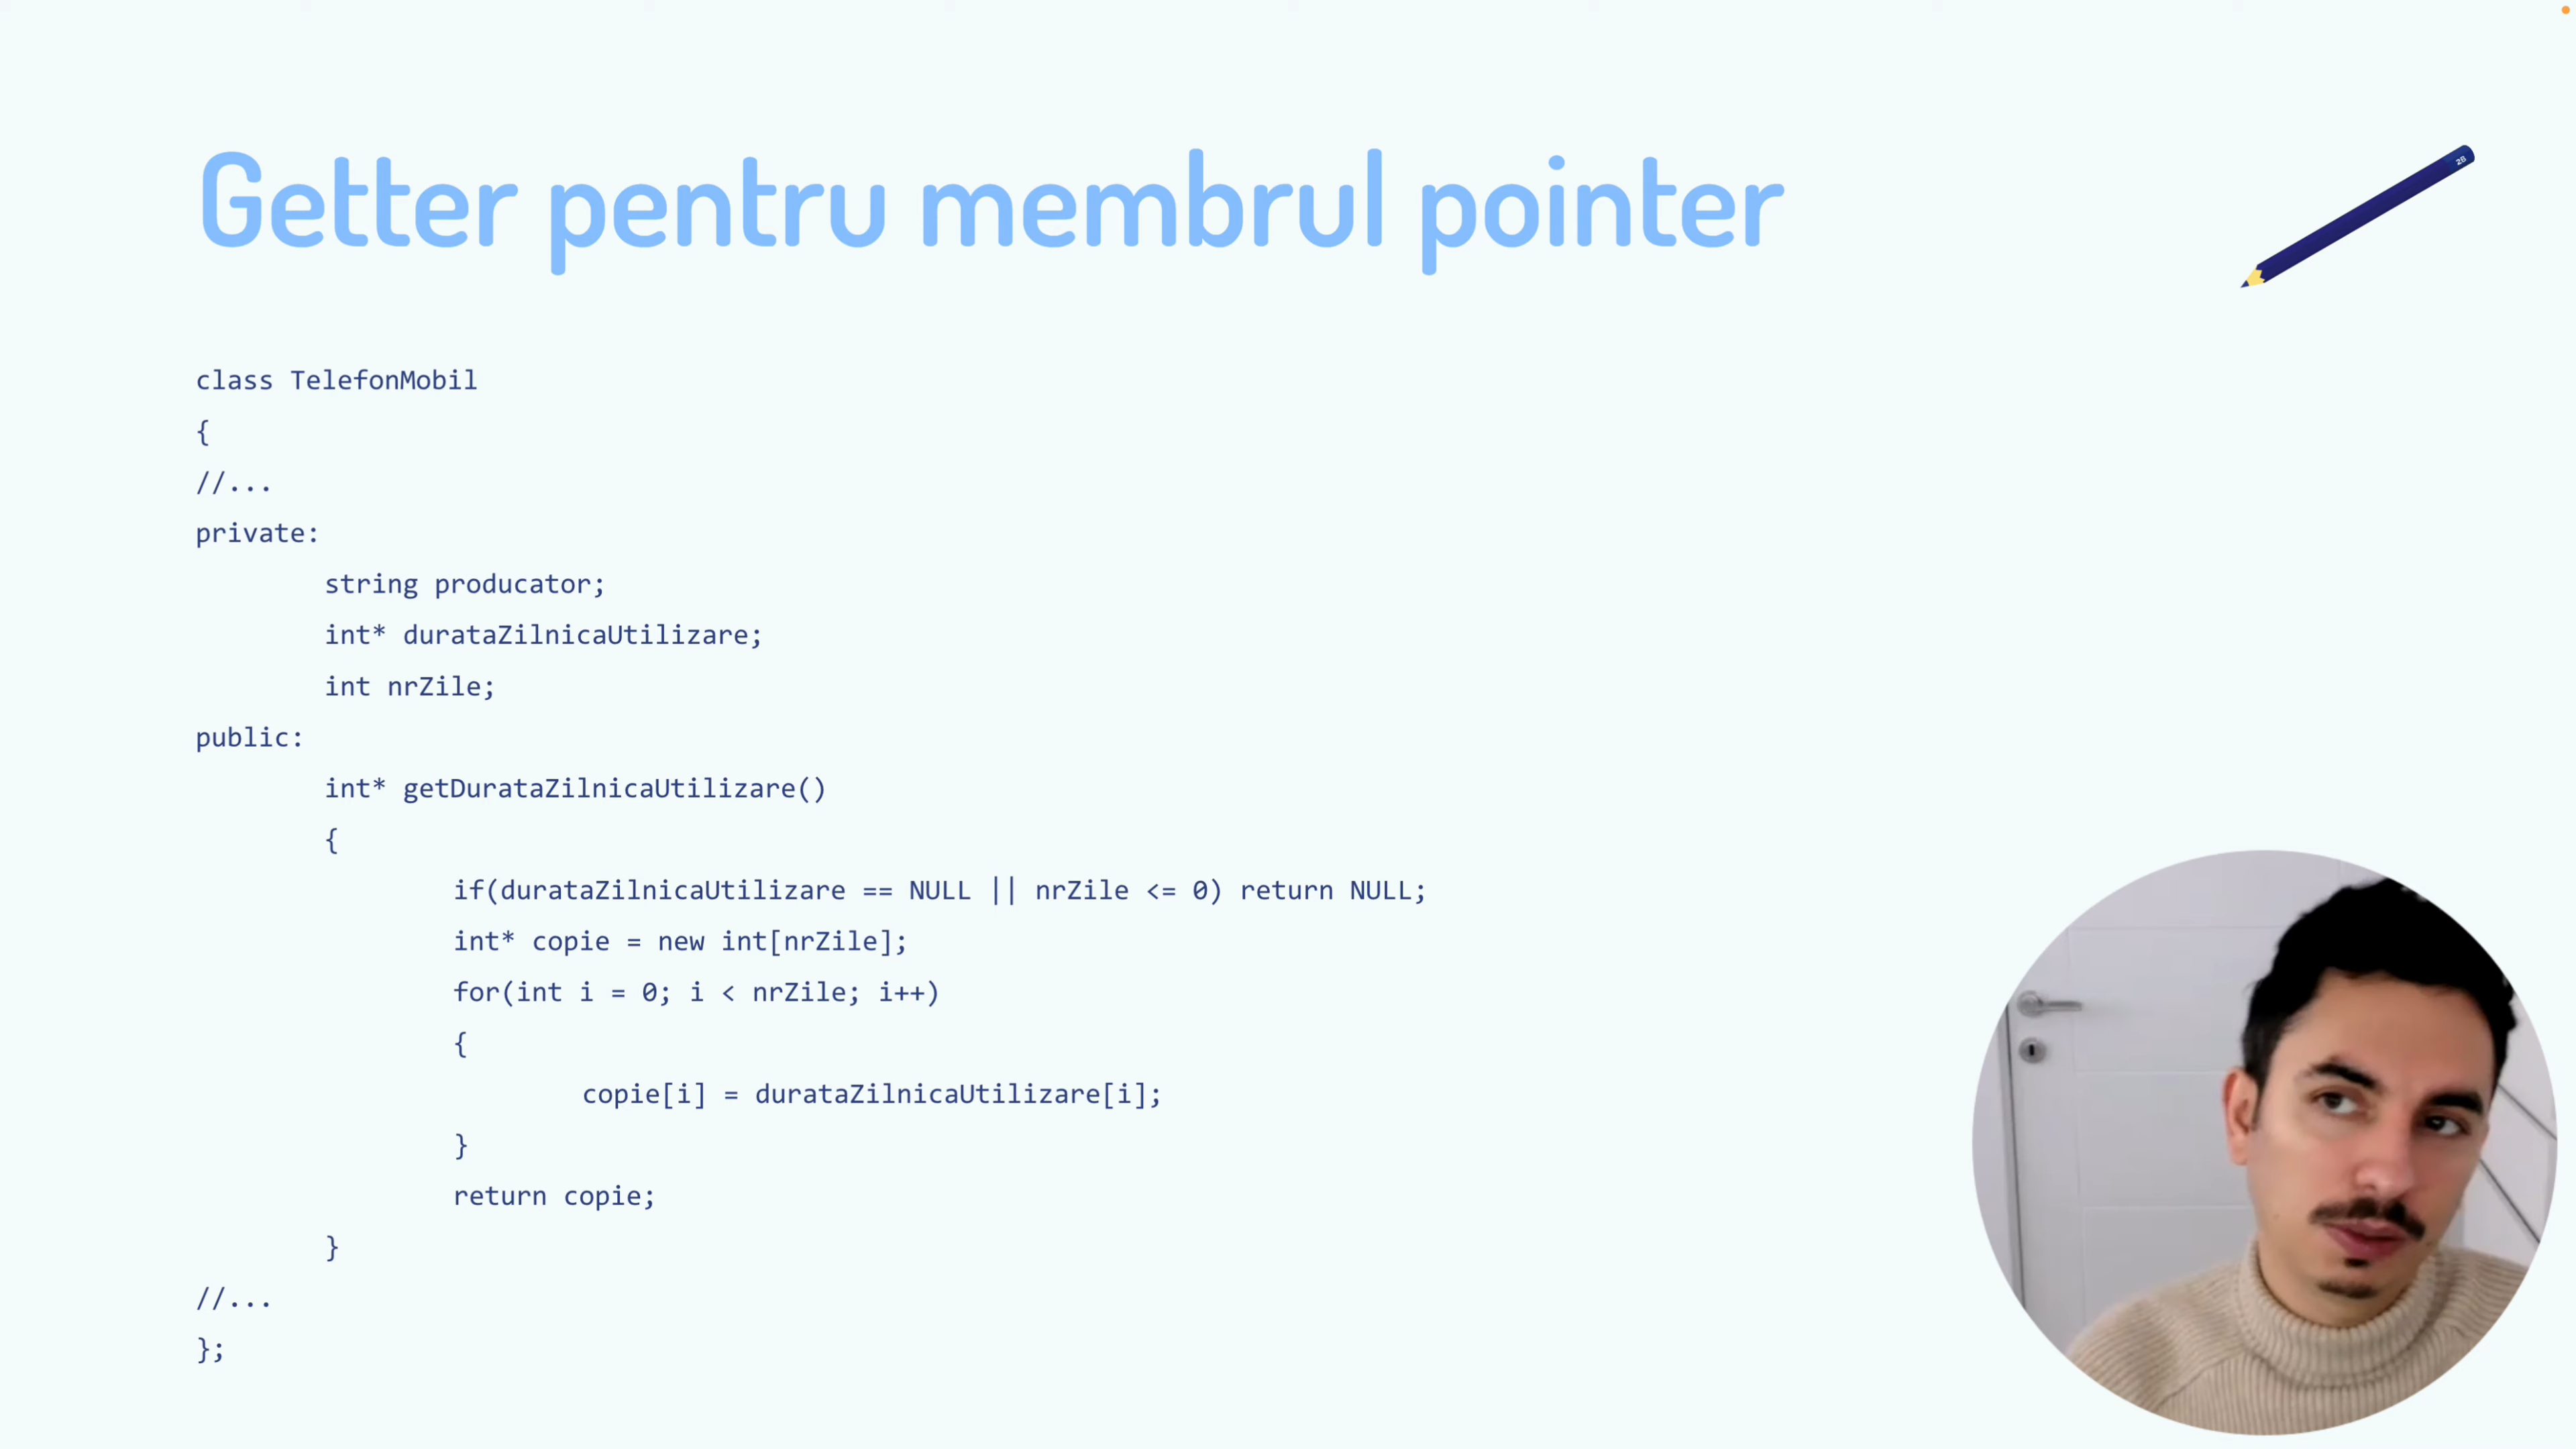 Getter pentru membrul pointer
2B
class TelefonMobil
{
//...
private:
string producator;
int* durataZilnicaUtilizare;
int nrZile;
public:
int* getDurataZilnicaUtilizare()
{
if(durataZilnicaUtilizare == NULL || nrZile <= 0) return NULL;
int* copie = new int[nrZile];
for(int i = 0; i < nrZile; i++)
{
copie[i] = durataZilnicaUtilizare[i];
}
return copie;
}
//...
};